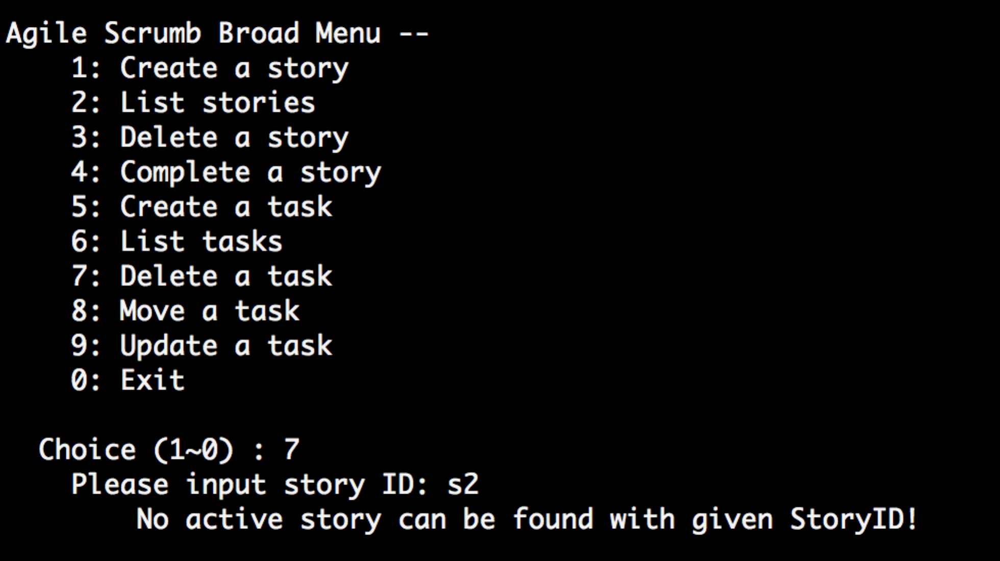 Agile Scrumb Broad Menu --
1: Create a story
2: List stories
3: Delete a story
4: Complete a story
5: Create a task
6: List tasks
7: Delete a task
8: Move a task
9: Update a task
0: Exit
Choice (1~0) : 7
Please input story ID: s2
No active story can be found with given StoryID!